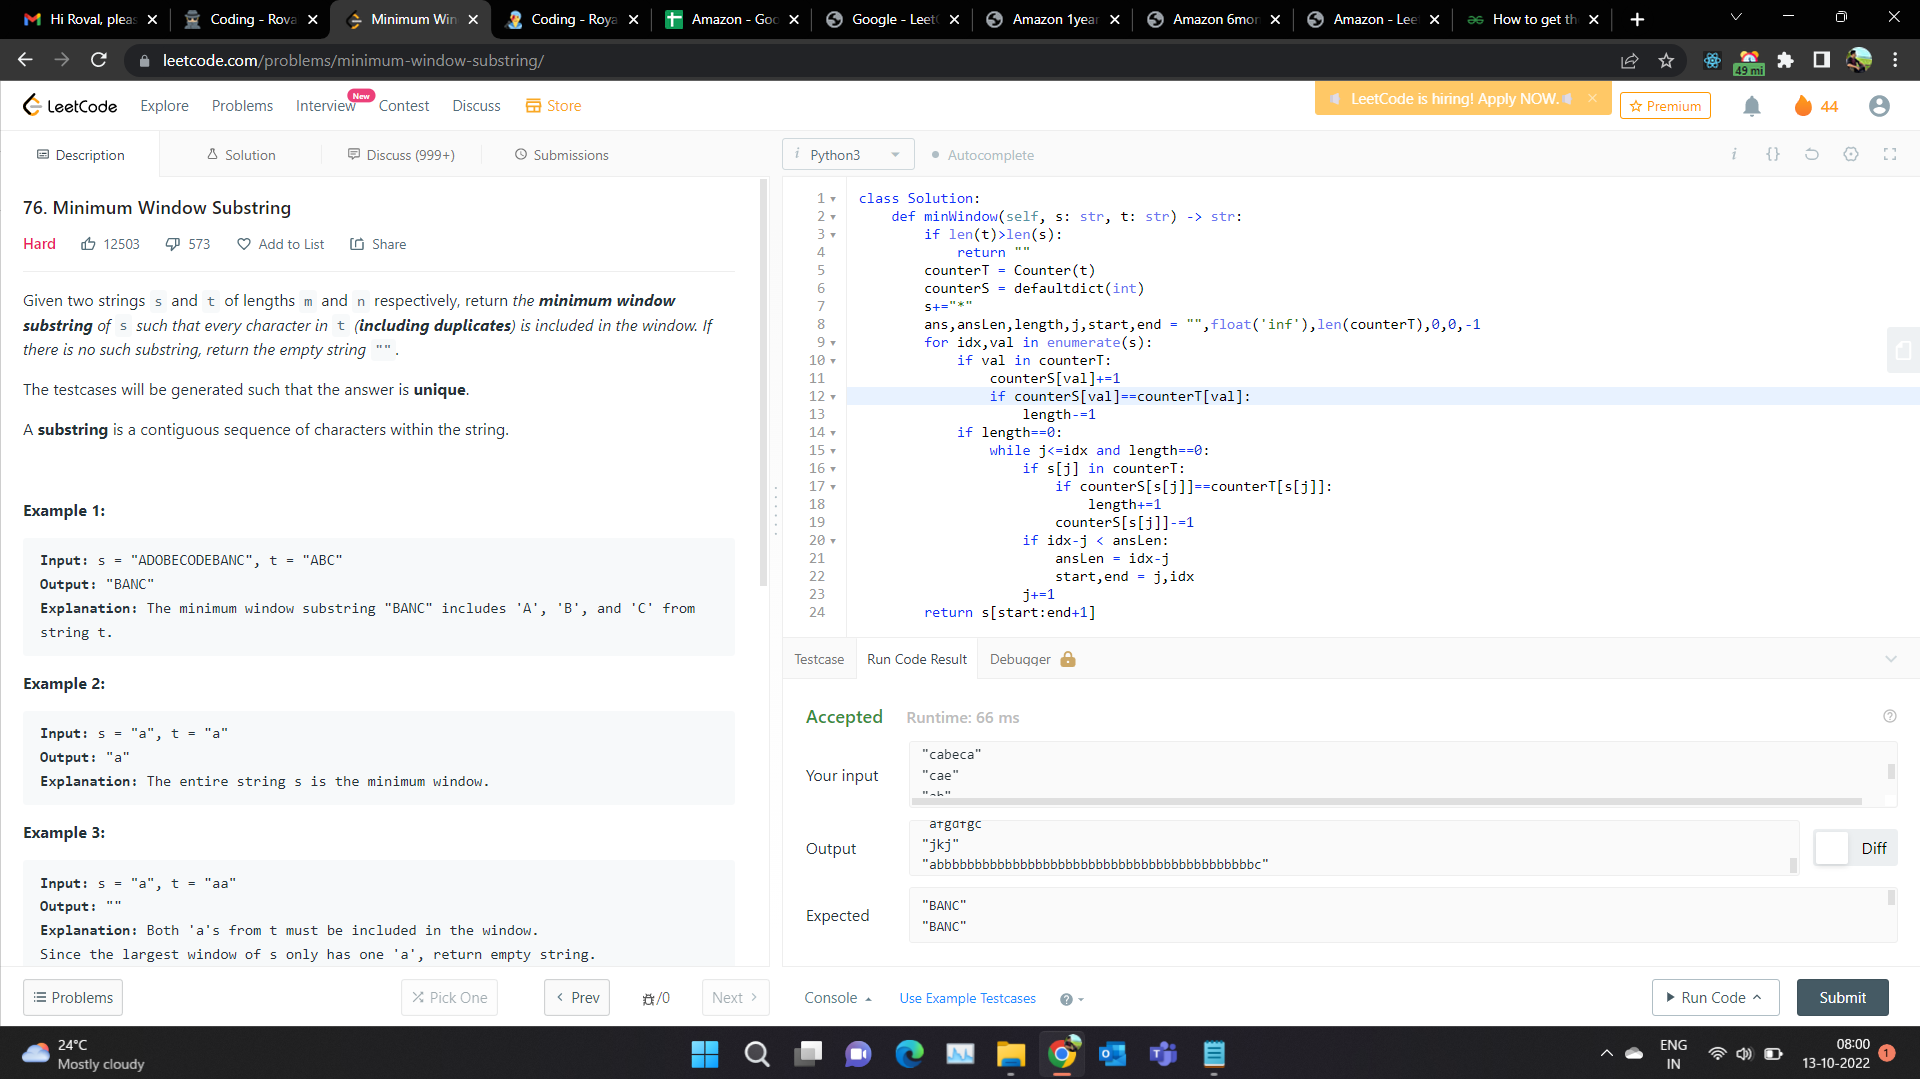 Hi Roval, pleas
Coding - Rova
Minimum Win
Coding - Roya
Amazon - Goo
Google - LeetC
Amazon 1year
Amazon 6mon
Amazon - Leet
How to get th
leetcode.com/problems/minimum-window-substring/
49 mi
LeetCode
Explore
Problems
Interview
New
Contest
Discuss
Store
LeetCode is hiring! Apply NOW.
Premium
44
Description
Solution
Discuss (999+)
Submissions
76. Minimum Window Substring
Hard 12503 573 Add to List Share
Given two strings s and t of lengths m and n respectively, return the minimum window
substring of s such that every character in t (including duplicates) is included in the window. If
there is no such substring, return the empty string "".
The testcases will be generated such that the answer is unique.
A substring is a contiguous sequence of characters within the string.
Example 1:
Input: s = "ADOBECODEBANC", t = "ABC"
Output: "BANC"
Explanation: The minimum window substring "BANC" includes 'A', 'B', and 'C' from
string t.
Example 2:
Input: s = "a", t = "a"
Output: "a"
Explanation: The entire string s is the minimum window.
Example 3:
Input: s = "a", t = "aa"
Output: ""
Explanation: Both 'a's from t must be included in the window.
Since the largest window of s only has one 'a', return empty string.
Problems
Pick One
Prev
/0
Next
i Python3
Autocomplete
i {}
1 class Solution:
2 def minWindow(self, s: str, t: str) -> str:
3 if len(t)>len(s):
4 return ""
5 counterT = Counter(t)
6 counterS = defaultdict(int)
7 s+="*"
8 ans,ansLen,length,j,start,end = "",float('inf'),len(counterT),0,0,-1
9 for idx,val in enumerate(s):
10 if val in counterT:
11 counterS[val]+=1
12 if counterS[val]==counterT[val]:
13 length-=1
14 if length==0:
15 while j<=idx and length==0:
16 if s[j] in counterT:
17 if counterS[s[j]]==counterT[s[j]]:
18 length+=1
19 counterS[s[j]]-=1
20 if idx-j < ansLen:
21 ansLen = idx-j
22 start,end = j,idx
23 j+=1
24 return s[start:end+1]
Testcase
Run Code Result
Debugger
Accepted Runtime: 66 ms
Your input
"cabeca"
"cae"
"ab"
Output
afgdfgc
"jkj"
Diff
Expected
"BANC"
"BANC"
Console
Use Example Testcases
Run Code
Submit
24°C
Mostly cloudy
ENG
IN
08:00
13-10-2022
1